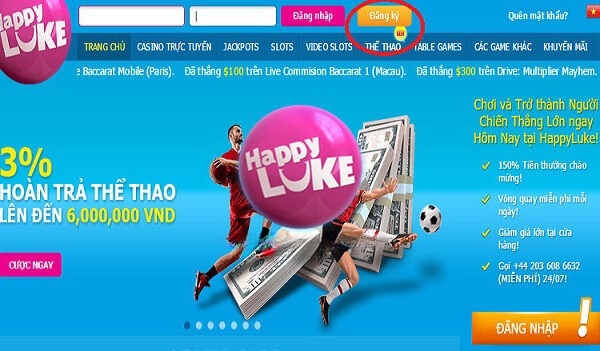 Happy
LUKE
Đăng nhập
Đăng ký
Quên mật khẩu?
TRANG CHỦ
CASINO TRỰC TUYẾN
JACKPOTS
SLOTS
VIDEO SLOTS
THỂ THAO
TABLE GAMES
CÁC GAME KHÁC
KHUYẾN MÃI
e Baccarat Mobile (Paris). Đã thắng $100 trên Live Commision Baccarat 1 (Macau). Đã thắng $300 trên Drive: Multiplier Mayhem.
3%
HOÀN TRẢ THỂ THAO
LÊN ĐẾN 6,000,000 VND
CƯỢC NGAY
Happy
LUKE
Chơi và Trở thành Người
Chiến Thắng Lớn ngay
Hôm Nay tại HappyLuke!
150% Tiền thưởng chào
mừng!
Vòng quay miễn phí mỗi
ngày!
Giảm giá lớn tại cửa
hàng!
Gọi +44 203 608 6632
(MIỄN PHÍ) 24/07!
ĐĂNG NHẬP !